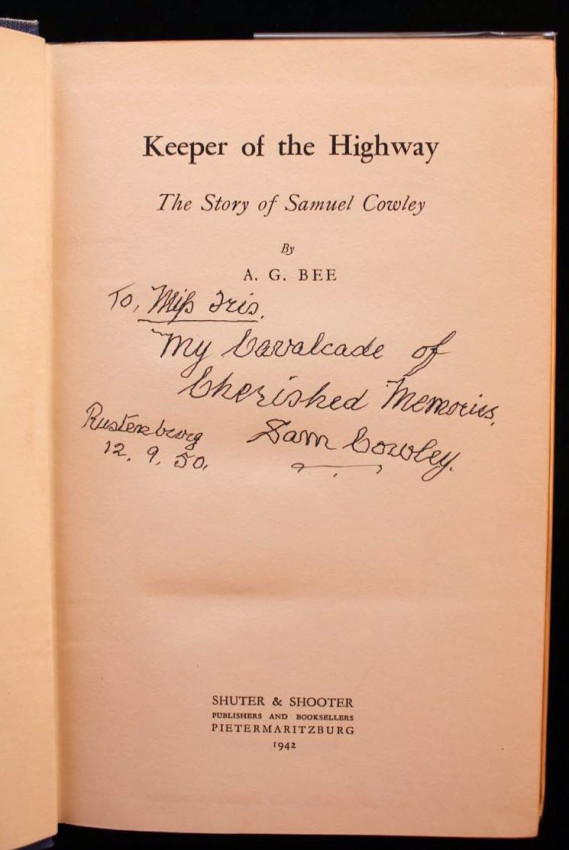 Keeper of the Highway
The Story of Samuel Cowley
By
A. G. BEE
To, Miss Iris.
"My Cavalcade of
Cherished Memories.
Sam Cowley.
Rustenburg
12. 9. 50.
SHUTER & SHOOTER
PUBLISHERS AND BOOKSELLERS
PIETERMARITZBURG
1942